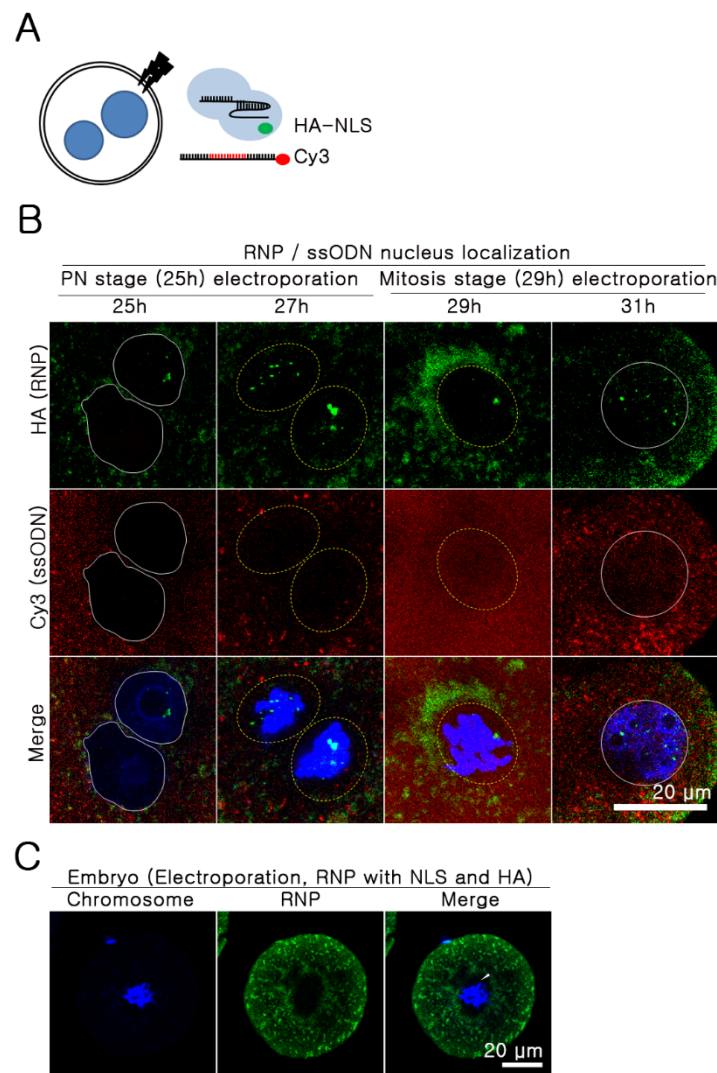 A
HA-NLS
Cy3
B
RNP / ssODN nucleus localization
PN stage (25h) electroporation Mitosis stage (29h) electroporation
25h 27h 29h 31h
HA (RNP)
Cy3 (ssODN)
Merge
20 μm
C
Embryo (Electroporation, RNP with NLS and HA)
Chromosome RNP Merge
20 μm